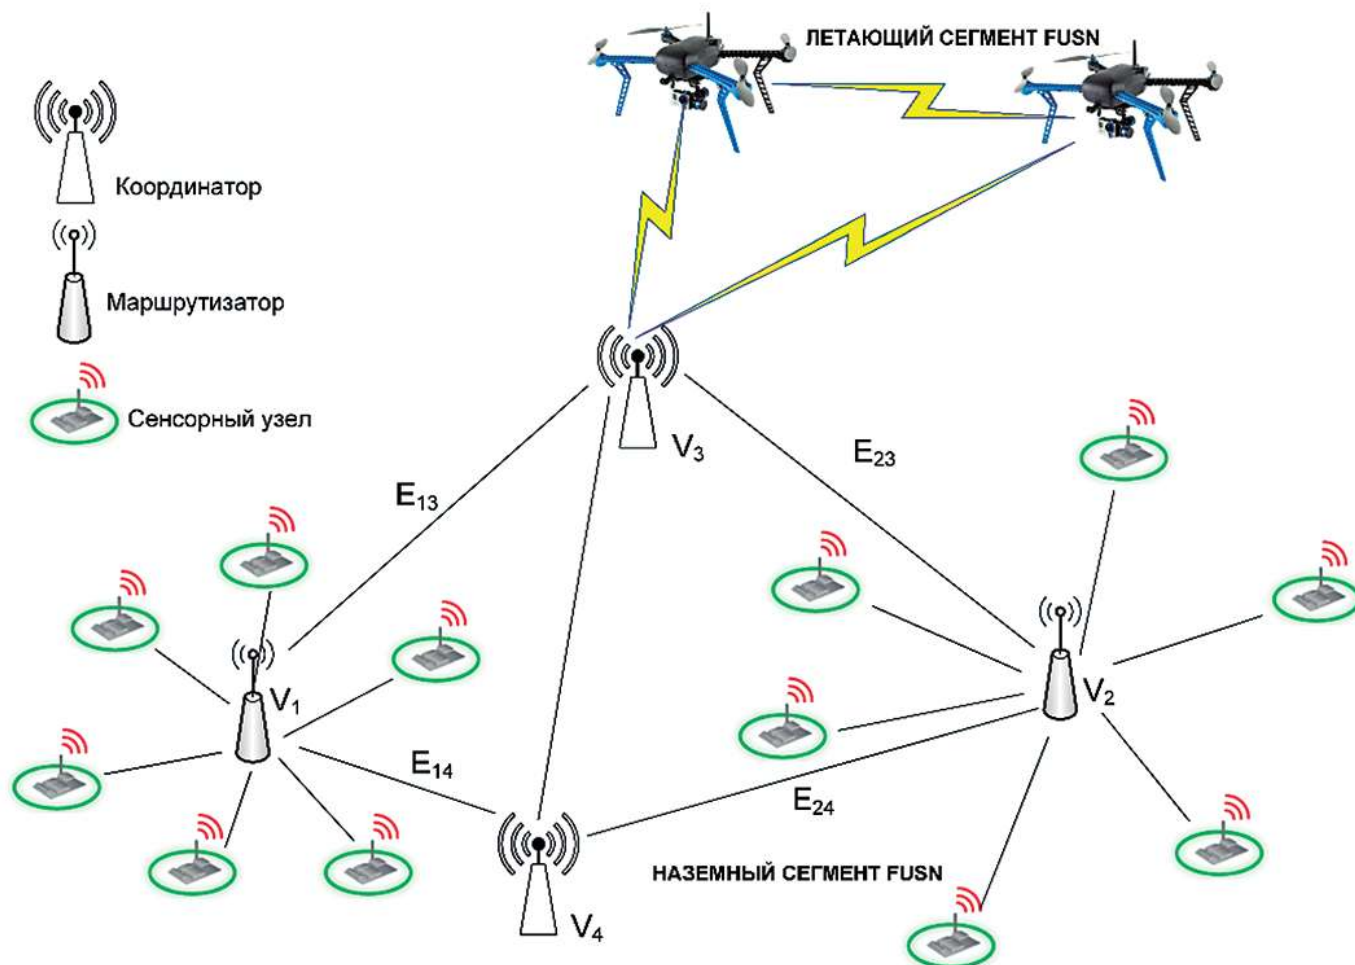 ЛЕТАЮЩИЙ СЕГМЕНТ FUSN
Координатор
Маршрутизатор
Сенсорный узел
V₃
E₂₃
E₁₃
V₁
V₂
E₁₄
E₂₄
НАЗЕМНЫЙ СЕГМЕНТ FUSN
V₄